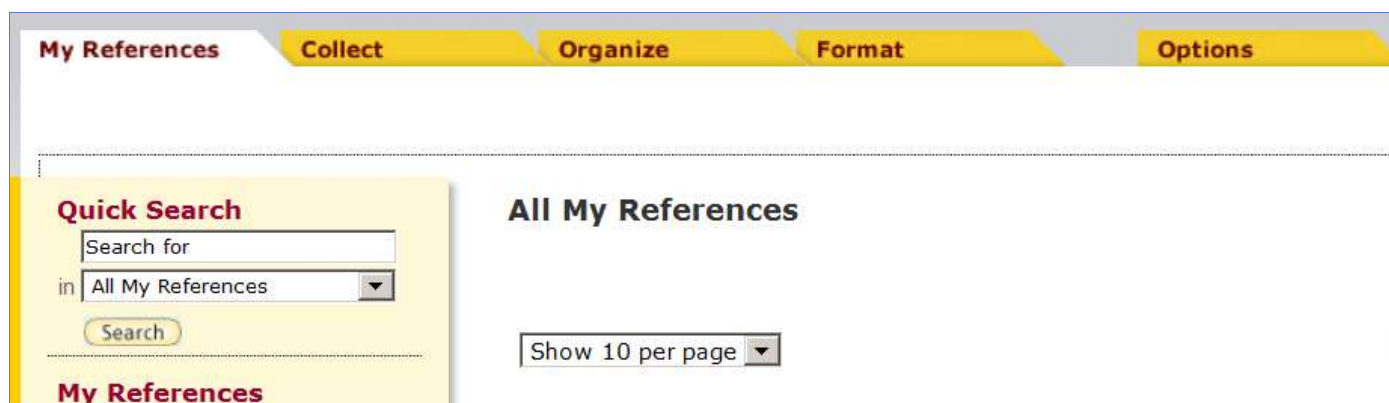 My References Collect Organize Format Options
Quick Search
Search for
in All My References
Search
My References
All My References
Show 10 per page